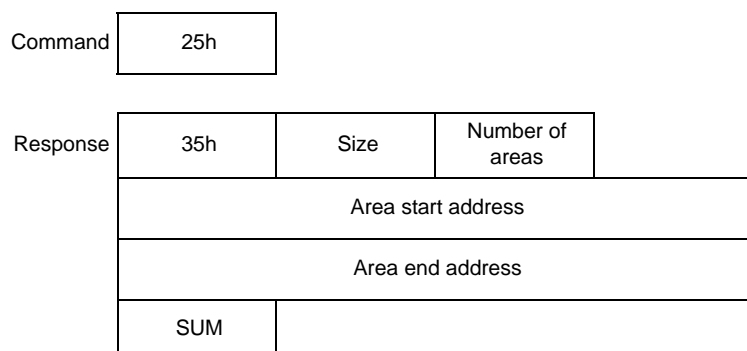 Command 25h
Response 35h Size Number of
areas
Area start address
Area end address
SUM